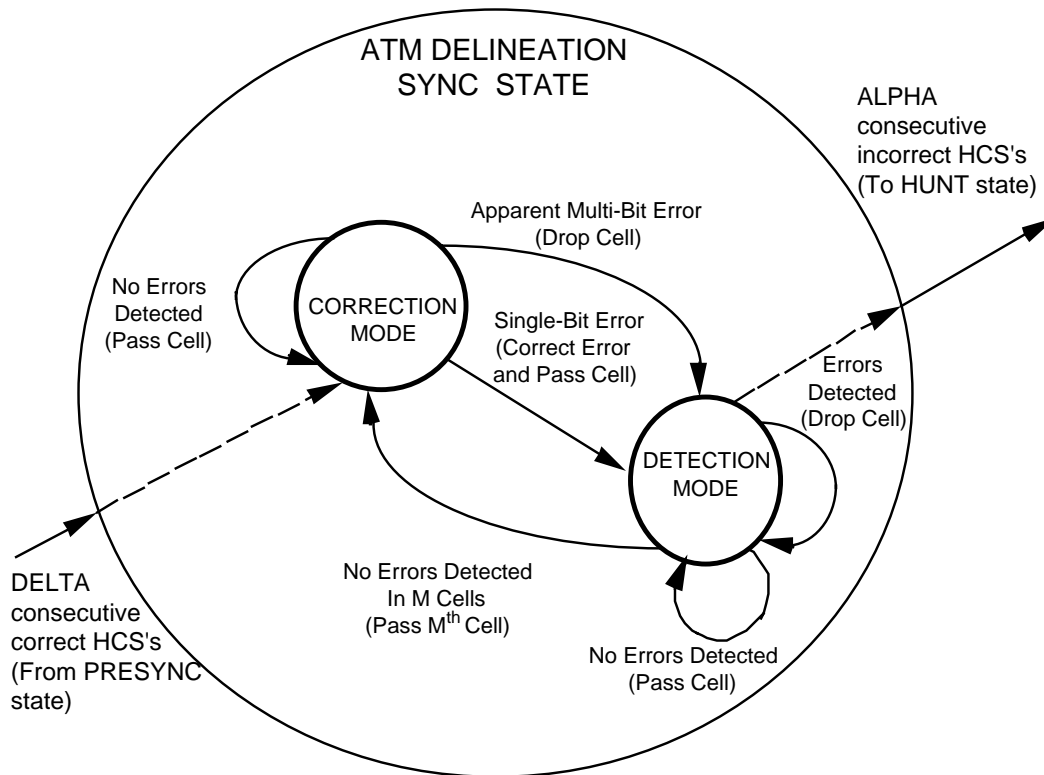 ATM DELINEATION
SYNC STATE
ALPHA
consecutive
incorrect HCS's
(To HUNT state)
Apparent Multi-Bit Error
(Drop Cell)
No Errors
Detected
(Pass Cell)
CORRECTION
MODE
Single-Bit Error
(Correct Error
and Pass Cell)
Errors
Detected
(Drop Cell)
DETECTION
MODE
No Errors Detected
In M Cells
(Pass Mth Cell)
DELTA
consecutive
correct HCS's
(From PRESYNC
state)
No Errors Detected
(Pass Cell)